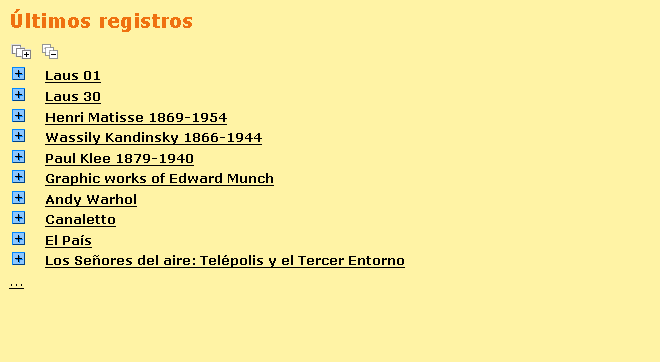 Últimos registros
Laus 01
Laus 30
Henri Matisse 1869-1954
Wassily Kandinsky 1866-1944
Paul Klee 1879-1940
Graphic works of Edward Munch
Andy Warhol
Canaletto
El País
Los Señores del aire: Telépolis y el Tercer Entorno
...